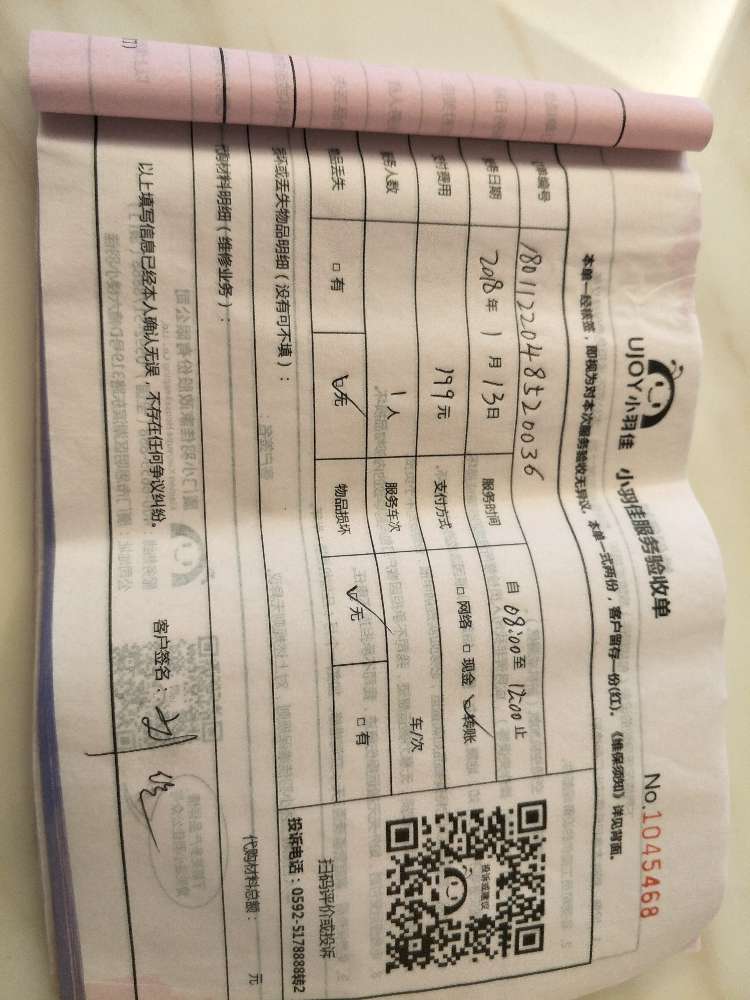 UJOY小羽佳 小羽佳服务验收单 No.1045468
本单一经核签，即视为对本次服务验收无异议，本单一式两份，客户留存一份(红)。《维保须知》详见背面。
单编号 1801122048520036
务日期 2018年1月13日 服务时间 自08:00至12:00止
付费用 199元 支付方式 □网络 □现金 ☑转账
务人数 1人 服务车次 车/次
物品丢失 □有 ☑无 物品损坏 ☑无 □有
投诉或建议
扫码评价或投诉
投诉电话：0592-5178888转2
坏或丢失物品明细（没有可不填）：
代购材料明细（维修业务）：
代购材料总额： 元
以上填写信息已经本人确认无误，不存在任何争议纠纷。 客户签名：